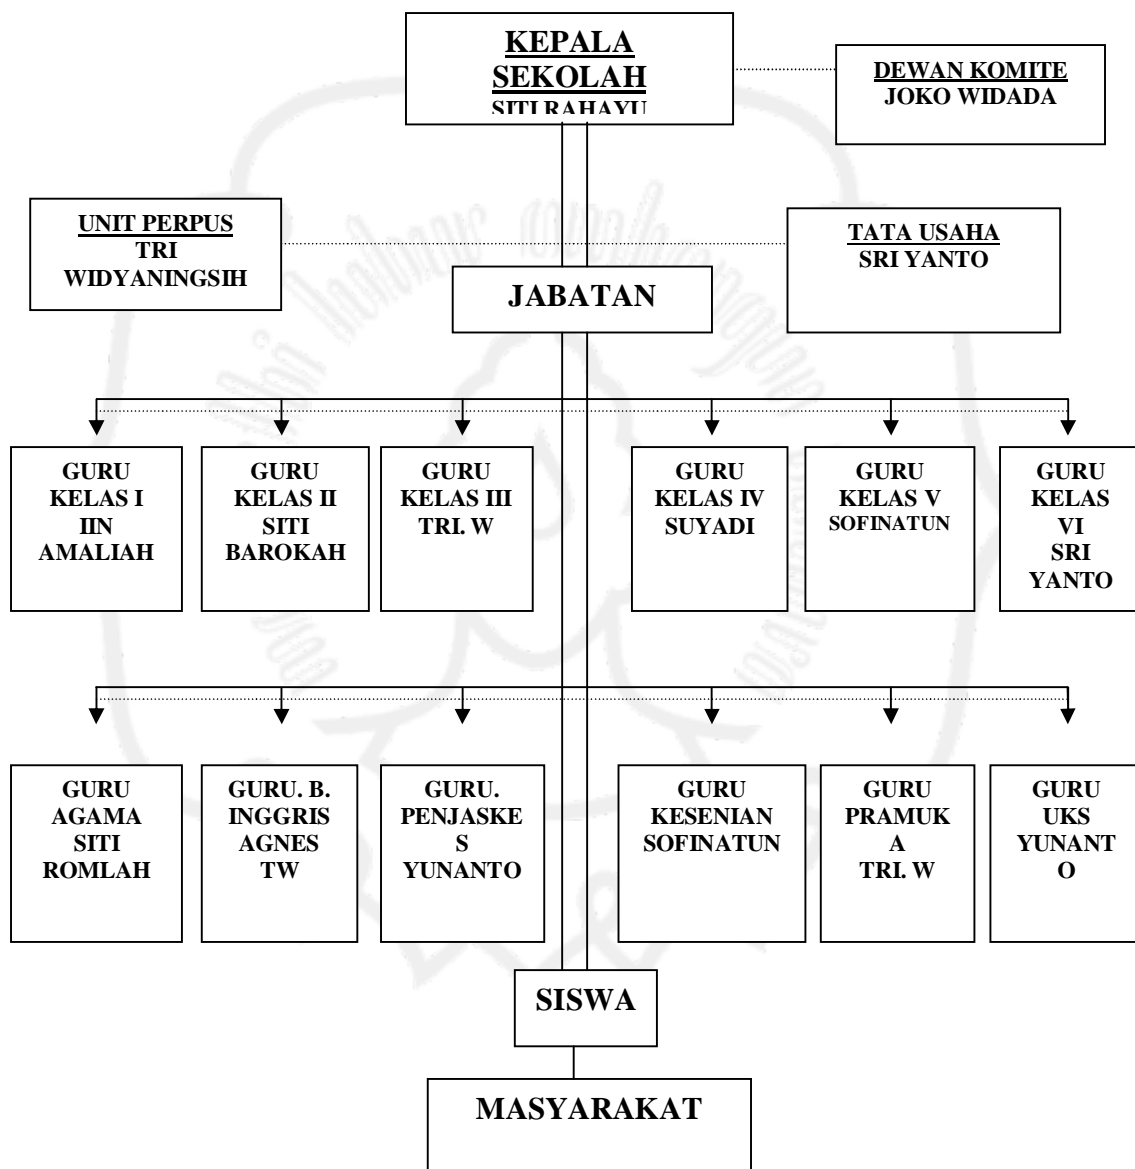 KEPALA
SEKOLAH
SITI RAHAYU
DEWAN KOMITE
JOKO WIDADA
UNIT PERPUS
TRI
WIDYANINGSIH
TATA USAHA
SRI YANTO
JABATAN
GURU
KELAS I
IIN
AMALIAH
GURU
KELAS II
SITI
BAROKAH
GURU
KELAS III
TRI. W
GURU
KELAS IV
SUYADI
GURU
KELAS V
SOFINATUN
GURU
KELAS
VI
SRI
YANTO
GURU
AGAMA
SITI
ROMLAH
GURU. B.
INGGRIS
AGNES
TW
GURU.
PENJASKE
S
YUNANTO
GURU
KESENIAN
SOFINATUN
GURU
PRAMUK
A
TRI. W
GURU
UKS
YUNANT
O
SISWA
MASYARAKAT